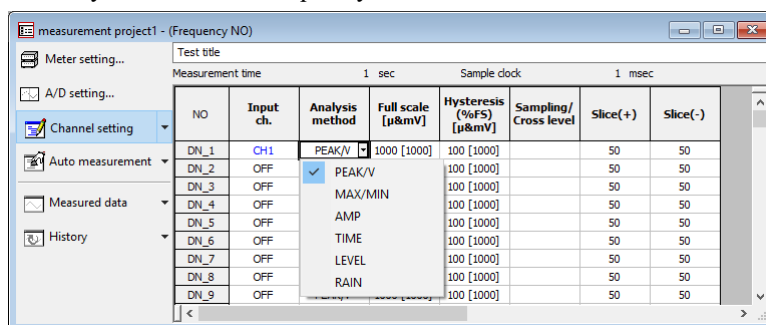 measurement project1 - (Frequency NO)
Meter setting...
A/D setting...
Channel setting
Auto measurement
Measured data
History
Test title
Measurement time 1 sec Sample clock 1 msec
NO Input ch. Analysis method Full scale [µ&mV] Hysteresis (%FS) [µ&mV] Sampling/ Cross level Slice(+) Slice(-)
DN_1 CH1 PEAK/V 1000 [1000] 100 [1000] 50 50
DN_2 OFF 100 [1000] 50 50
DN_3 OFF 100 [1000] 50 50
DN_4 OFF 100 [1000] 50 50
DN_5 OFF 100 [1000] 50 50
DN_6 OFF 100 [1000] 50 50
DN_7 OFF 100 [1000] 50 50
DN_8 OFF 100 [1000] 50 50
DN_9 OFF 100 [1000] 50 50
PEAK/V
MAX/MIN
AMP
TIME
LEVEL
RAIN